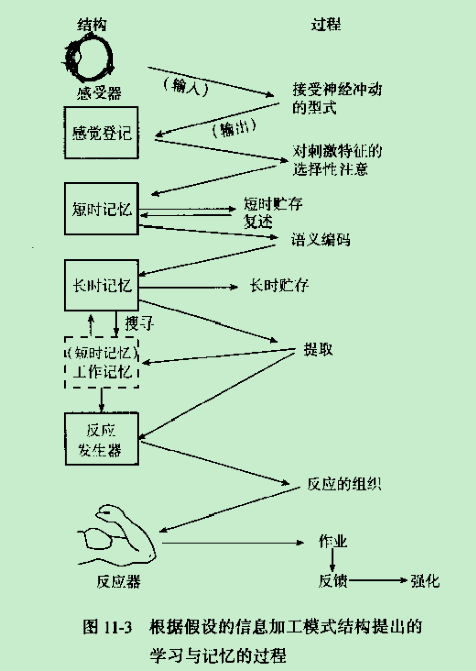 结构
过程
感受器
(输入)
接受神经冲动
的型式
感觉登记
(输出)
对刺激特征的
选择性注意
短时记忆
短时贮存
复述
语义编码
长时记忆
长时贮存
搜寻
(短时记忆)
工作记忆
提取
反应
发生器
反应的组织
反应器
作业
反馈
强化
图 11-3 根据假设的信息加工模式结构提出的
学习与记忆的过程